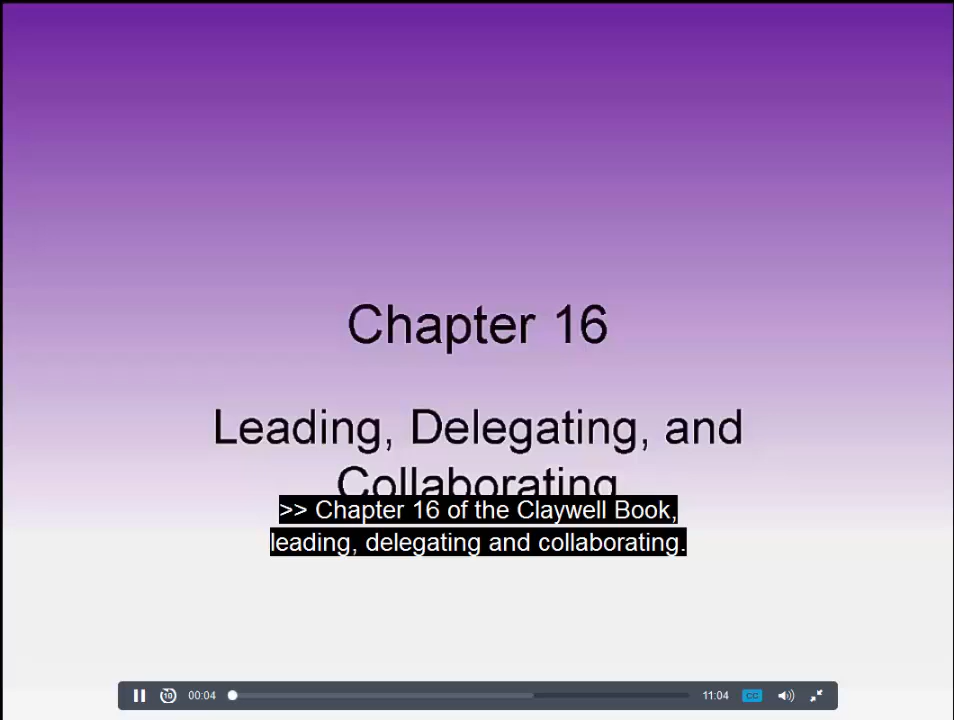 Chapter 16
Leading, Delegating, and
Collaborating
>> Chapter 16 of the Claywell Book,
leading, delegating and collaborating.
10
00:04
11:04
CC